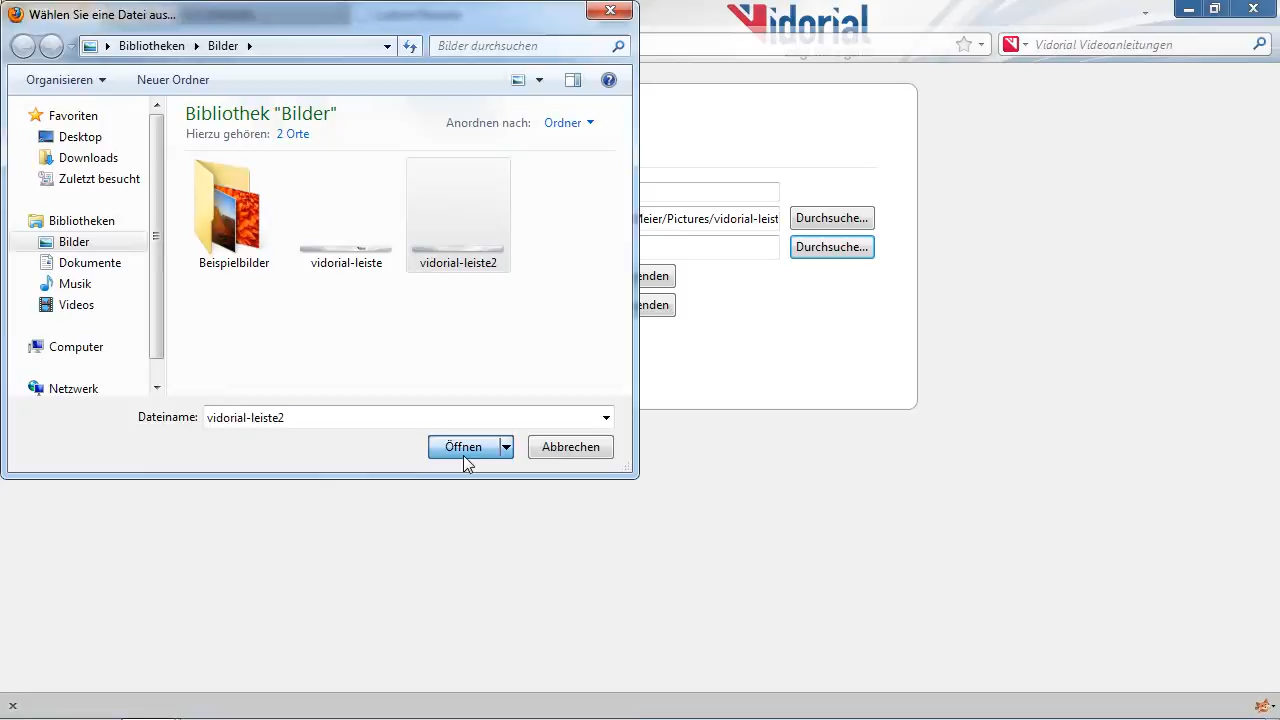 Wählen Sie eine Datei aus...
Vidorial
Bibliotheken
Bilder
Bilder durchsuchen
Vidorial Videoanleitungen
Organisieren
Neuer Ordner
Favoriten
Desktop
Downloads
Zuletzt besucht
Bibliotheken
Bilder
Dokumente
Musik
Videos
Computer
Netzwerk
Bibliothek "Bilder"
Hierzu gehören: 2 Orte
Anordnen nach: Ordner
Beispielbilder
vidorial-leiste
vidorial-leiste2
Dateiname: vidorial-leiste2
Öffnen
Abbrechen
Meier/Pictures/vidorial-leist
Durchsuche...
Durchsuche...
enden
enden